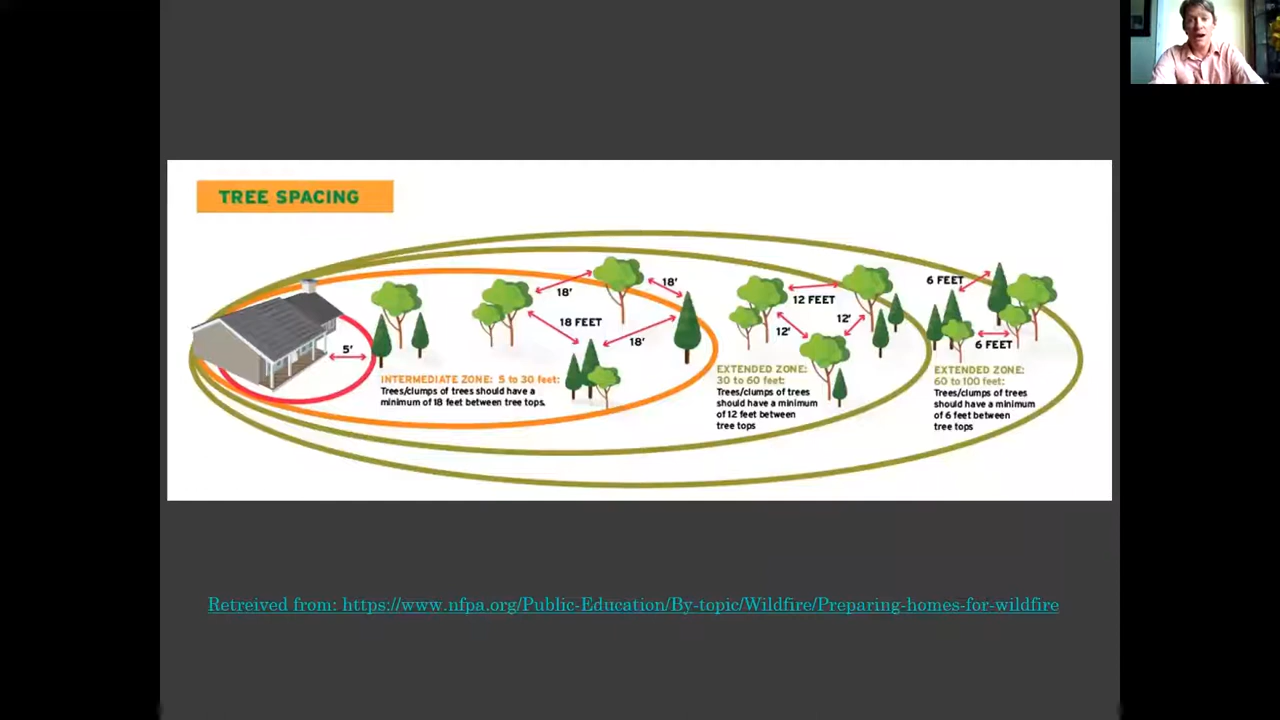 TREE SPACING
6 FEET
18'
18'
12 FEET
18 FEET
12'
12'
18'
6 FEET
5'
INTERMEDIATE ZONE: 5 to 30 feet:
Trees/clumps of trees should have a
minimum of 18 feet between tree tops.
EXTENDED ZONE:
30 to 60 feet:
Trees/clumps of trees
should have a minimum
of 12 feet between
tree tops
EXTENDED ZONE:
60 to 100 feet:
Trees/clumps of trees
should have a minimum
of 6 feet between
tree tops
Retreived from: https://www.nfpa.org/Public-Education/By-topic/Wildfire/Preparing-homes-for-wildfire